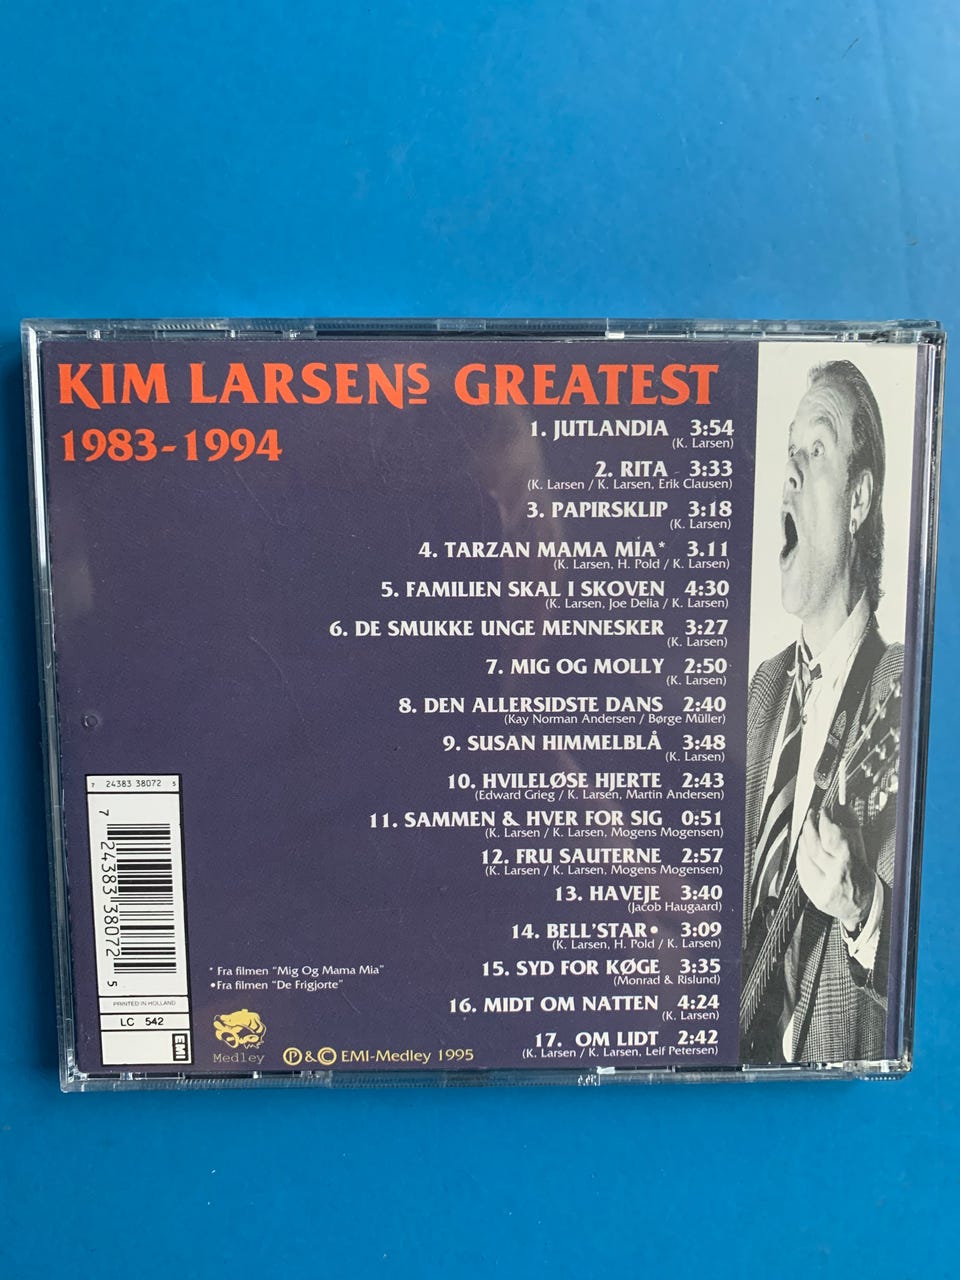 KIM LARSENS GREATEST
1983-1994
1. JUTLANDIA 3:54
(K. Larsen)
2. RITA 3:33
(K. Larsen / K. Larsen, Erik Clausen)
3. PAPIRSKLIP 3:18
(K. Larsen)
4. TARZAN MAMA MIA* 3.11
(K. Larsen, H. Pold / K. Larsen)
5. FAMILIEN SKAL I SKOVEN 4:30
(K. Larsen, Joe Delia / K. Larsen)
6. DE SMUKKE UNGE MENNESKER 3:27
(K. Larsen)
7. MIG OG MOLLY 2:50
(K. Larsen)
8. DEN ALLERSIDSTE DANS 2:40
(Kay Norman Andersen / Børge Müller)
9. SUSAN HIMMELBLÅ 3:48
(K. Larsen)
10. HVILELØSE HJERTE 2:43
(Edward Grieg / K. Larsen, Martin Andersen)
11. SAMMEN & HVER FOR SIG 0:51
(K. Larsen / K. Larsen, Mogens Mogensen)
12. FRU SAUTERNE 2:57
(K. Larsen / K. Larsen, Mogens Mogensen)
13. HAVEJE 3:40
(Jacob Haugaard)
14. BELL'STAR• 3:09
(K. Larsen, H. Pold / K. Larsen)
15. SYD FOR KØGE 3:35
(Monrad & Rislund)
16. MIDT OM NATTEN 4:24
(K. Larsen)
17. OM LIDT 2:42
(K. Larsen / K. Larsen, Leif Petersen)
7 24383 38072 5
7 24383 38072 5
PRINTED IN HOLLAND
LC 542
EMI
* Fra filmen "Mig Og Mama Mia"
•Fra filmen "De Frigjorte"
Medley
Ⓟ & © EMI-Medley 1995